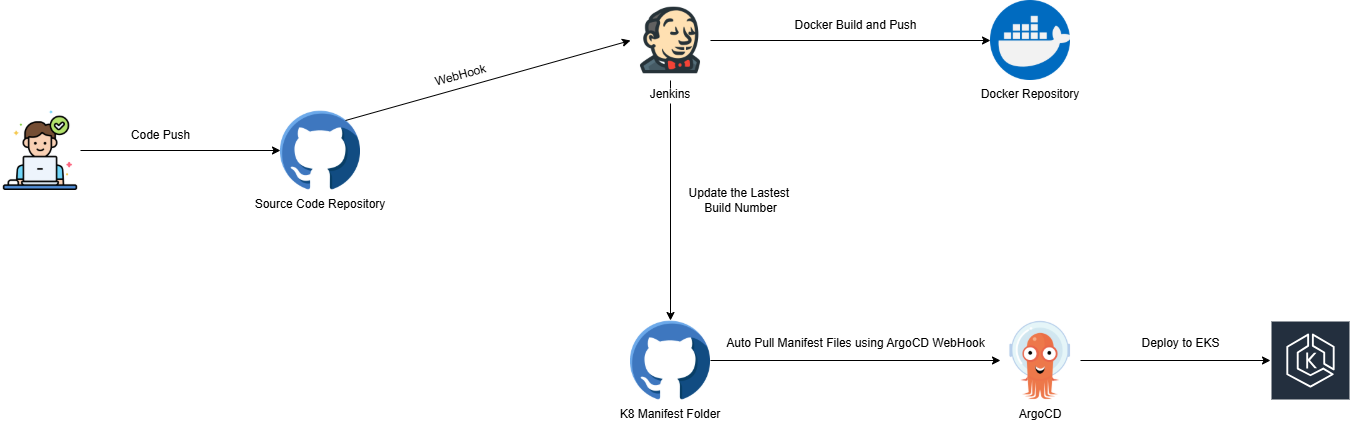 Docker Build and Push
WebHook
Jenkins
Docker Repository
Code Push
Source Code Repository
Update the Lastest
Build Number
Auto Pull Manifest Files using ArgoCD WebHook
Deploy to EKS
K
K8 Manifest Folder
ArgoCD